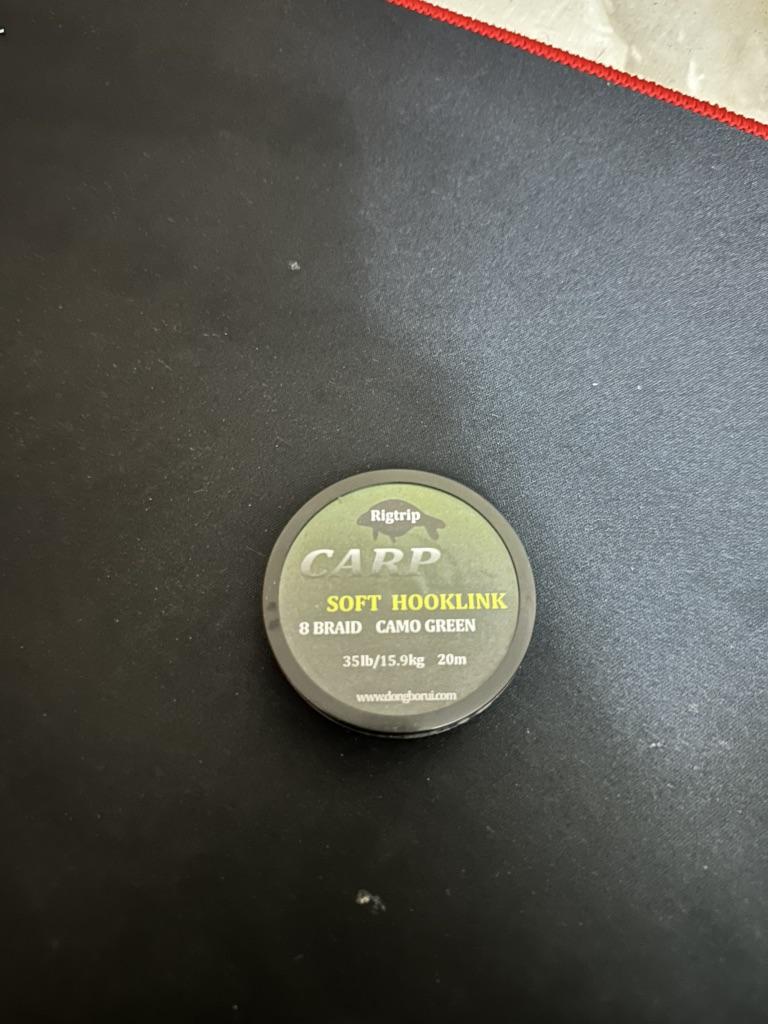 Rigtrip
CARP
SOFT HOOKLINK
8 BRAID CAMO GREEN
35lb/15.9kg 20m
www.dongborui.com